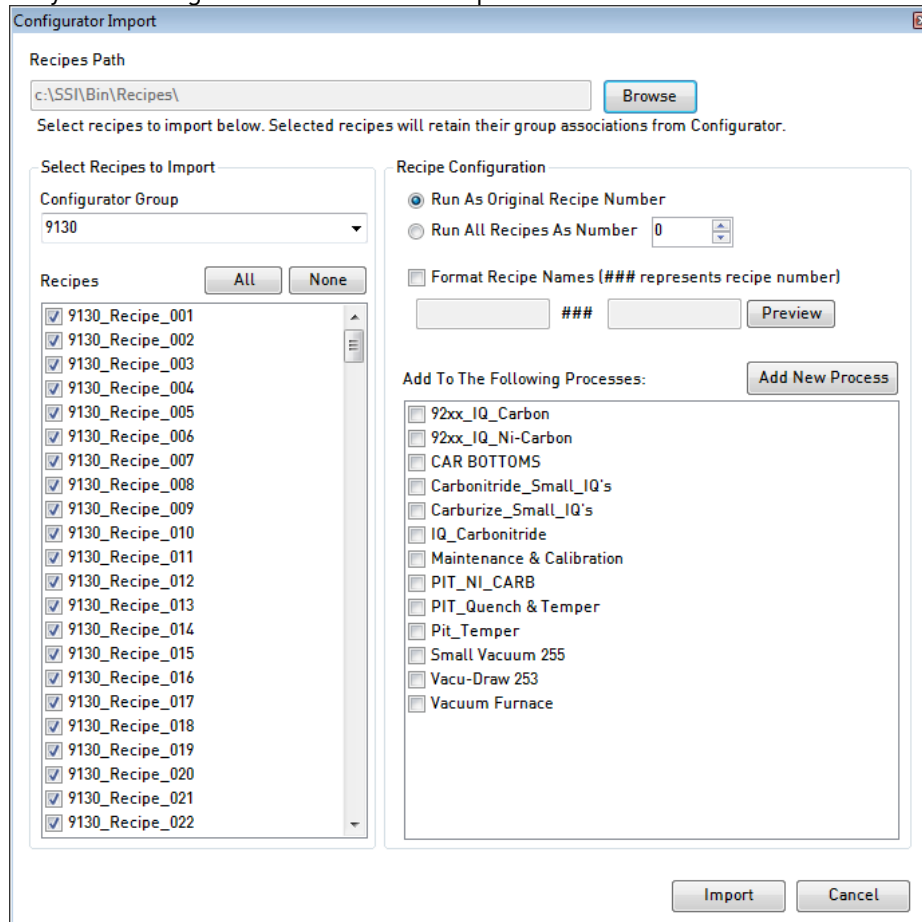 Configurator Import
Recipes Path
c:\SSI\Bin\Recipes\
Browse
Select recipes to import below. Selected recipes will retain their group associations from Configurator.
Select Recipes to Import
Configurator Group
9130
Recipes
All
None
9130_Recipe_001
9130_Recipe_002
9130_Recipe_003
9130_Recipe_004
9130_Recipe_005
9130_Recipe_006
9130_Recipe_007
9130_Recipe_008
9130_Recipe_009
9130_Recipe_010
9130_Recipe_011
9130_Recipe_012
9130_Recipe_013
9130_Recipe_014
9130_Recipe_015
9130_Recipe_016
9130_Recipe_017
9130_Recipe_018
9130_Recipe_019
9130_Recipe_020
9130_Recipe_021
9130_Recipe_022
Recipe Configuration
Run As Original Recipe Number
Run All Recipes As Number 0
Format Recipe Names (### represents recipe number)
###
Preview
Add To The Following Processes:
Add New Process
92xx_IQ_Carbon
92xx_IQ_Ni-Carbon
CAR BOTTOMS
Carbonitride_Small_IQ's
Carburize_Small_IQ's
IQ_Carbonitride
Maintenance & Calibration
PIT_NI_CARB
PIT_Quench & Temper
Pit_Temper
Small Vacuum 255
Vacu-Draw 253
Vacuum Furnace
Import
Cancel